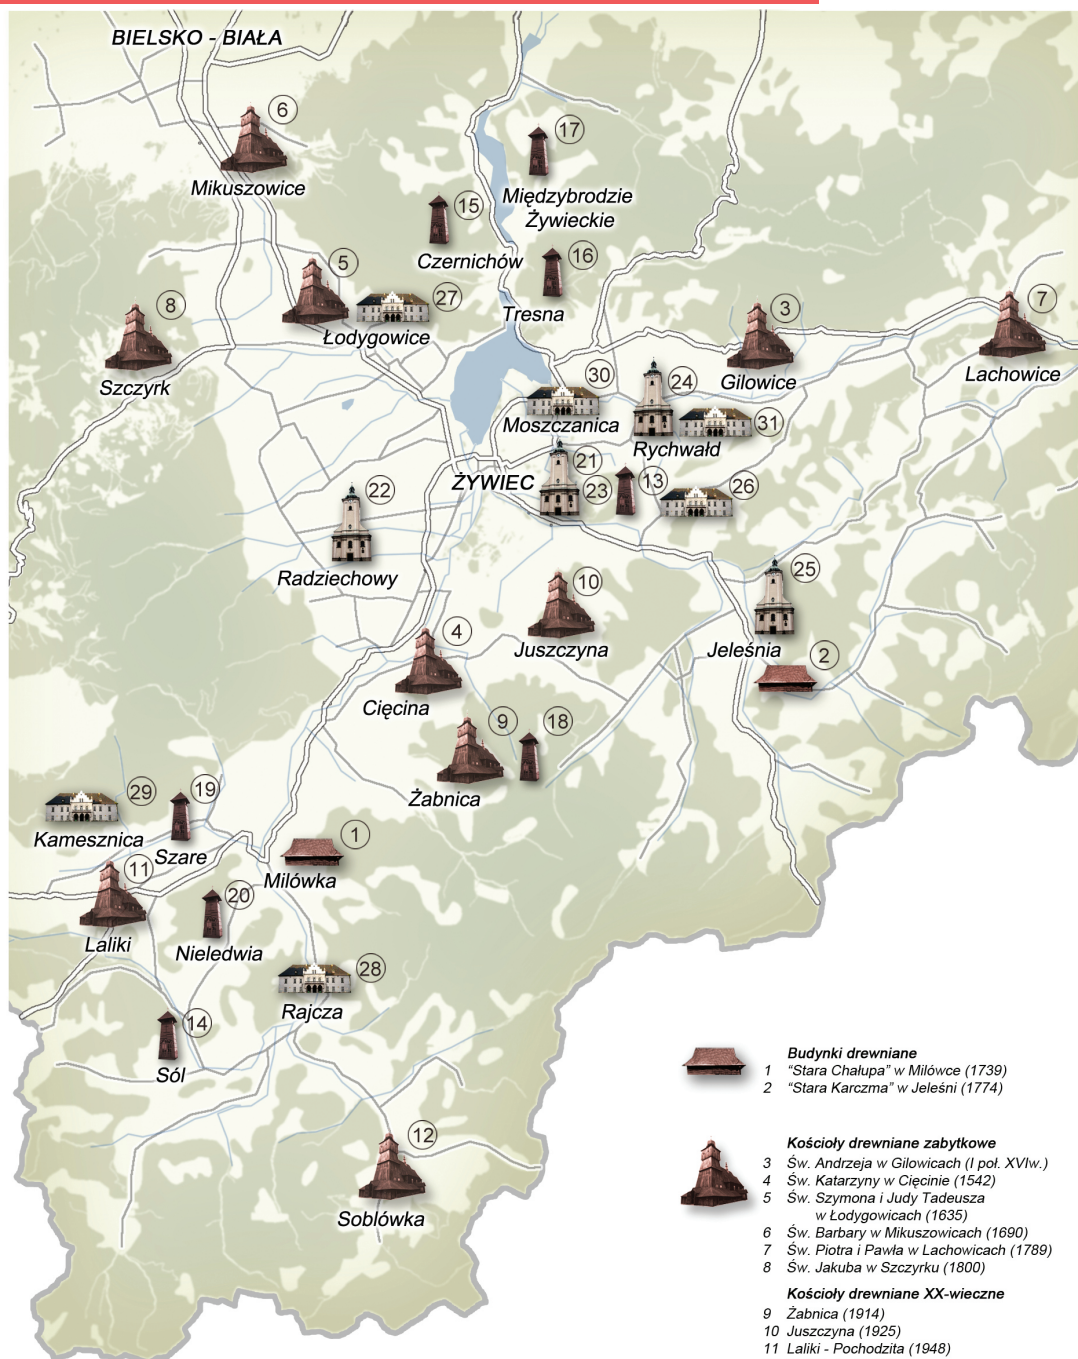 BIELSKO - BIAŁA
6
Mikuszowice
17
Międzybrodzie
Żywieckie
15
Czernichów
16
Tresna
5
27
Łodygowice
8
Szczyrk
3
Gilowice
7
Lachowice
30
Moszczanica
24
31
Rychwałd
ŻYWIEC
21
23
13
26
22
Radziechowy
10
Juszczyna
25
Jeleśnia
2
4
Cięcina
9
18
Żabnica
29
Kamesznica
19
Szare
1
Milówka
11
Laliki
20
Nieledwia
28
Rajcza
14
Sól
12
Soblówka
Budynki drewniane
1 “Stara Chałupa” w Milówce (1739)
2 “Stara Karczma” w Jeleśni (1774)
Kościoły drewniane zabytkowe
3 Św. Andrzeja w Gilowicach (I poł. XVIw.)
4 Św. Katarzyny w Cięcinie (1542)
5 Św. Szymona i Judy Tadeusza
w Łodygowicach (1635)
6 Św. Barbary w Mikuszowicach (1690)
7 Św. Piotra i Pawła w Lachowicach (1789)
8 Św. Jakuba w Szczyrku (1800)
Kościoły drewniane XX-wieczne
9 Żabnica (1914)
10 Juszczyna (1925)
11 Laliki - Pochodzita (1948)